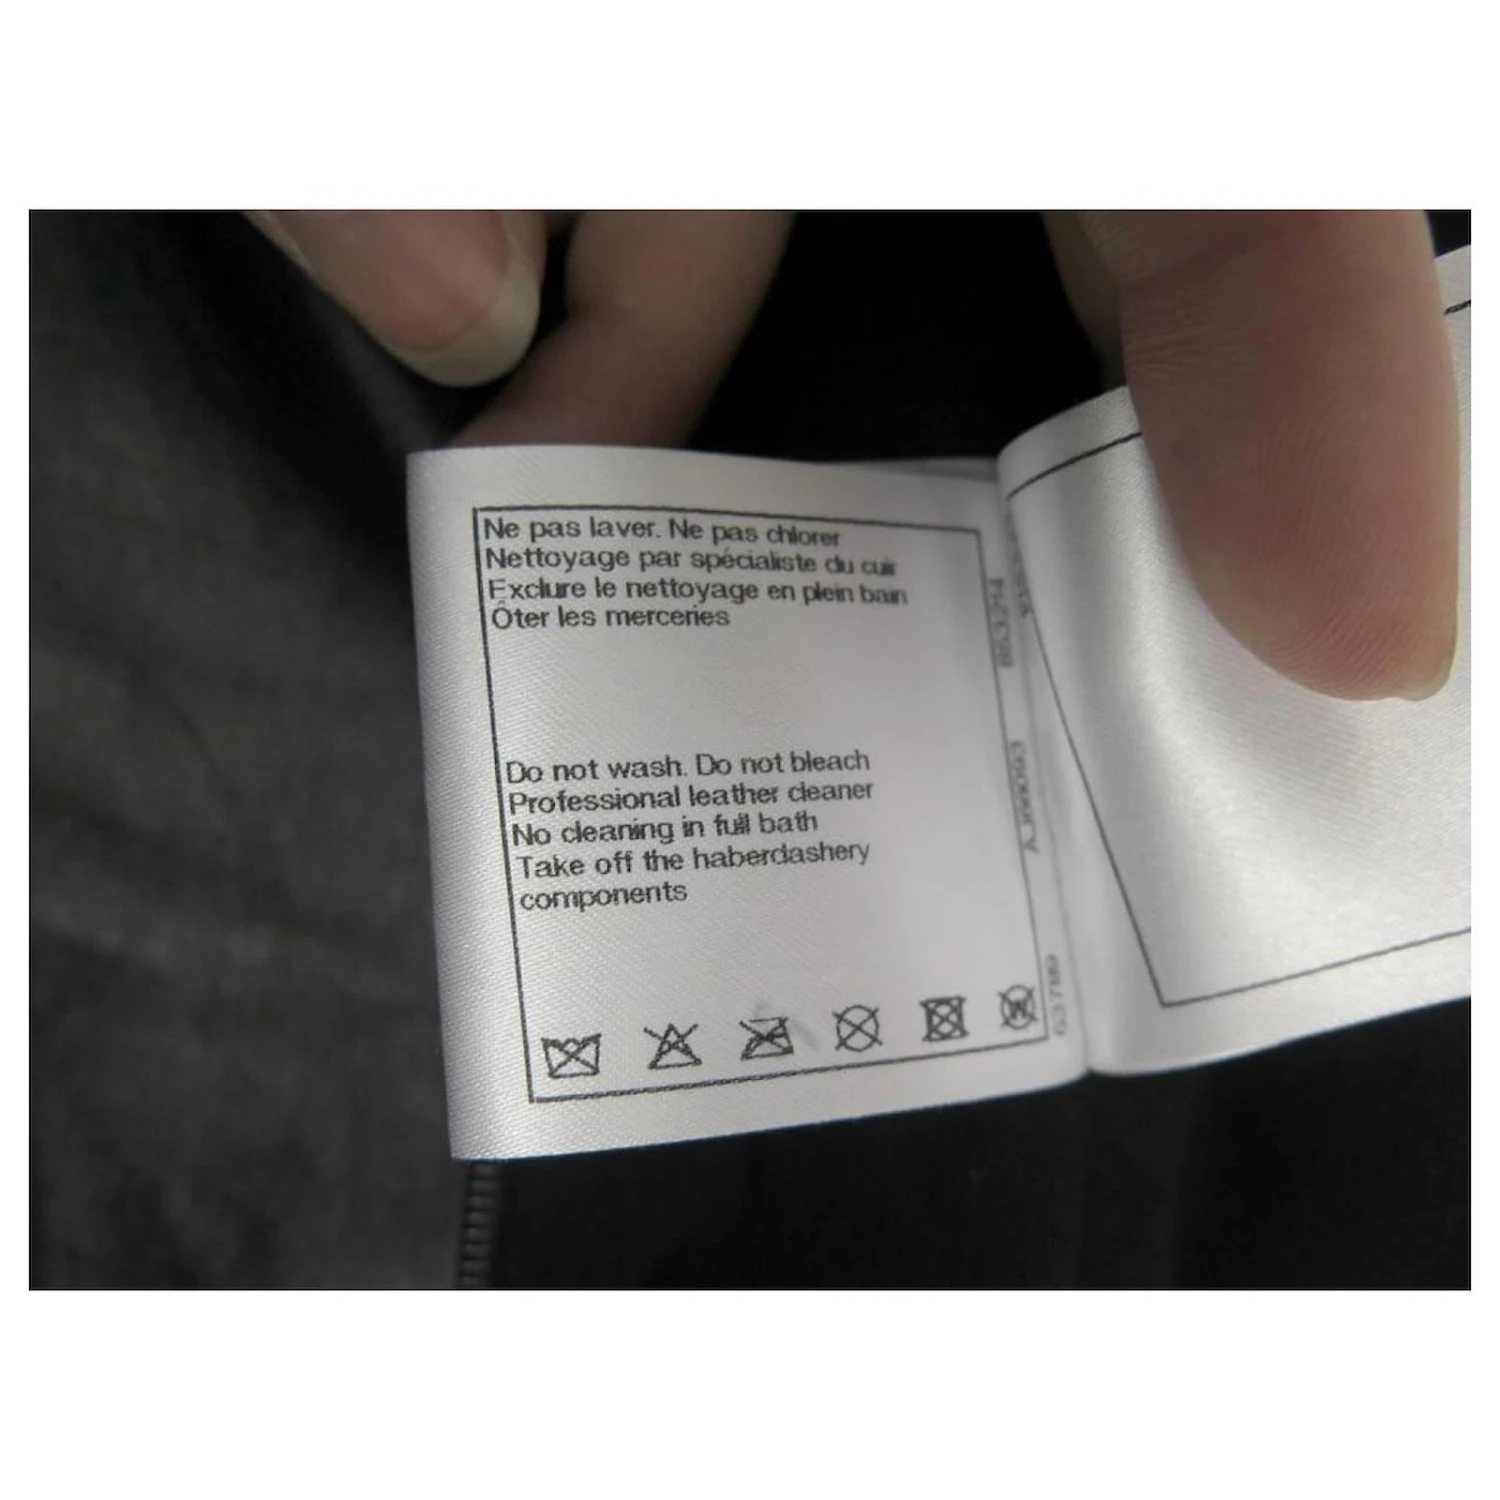 Ne pas laver. Ne pas chlorer
Nettoyage par spécialiste du cuir
Exclure le nettoyage en plein bain
Ôter les merceries
Do not wash. Do not bleach
Professional leather cleaner
No cleaning in full bath
Take off the haberdashery
components